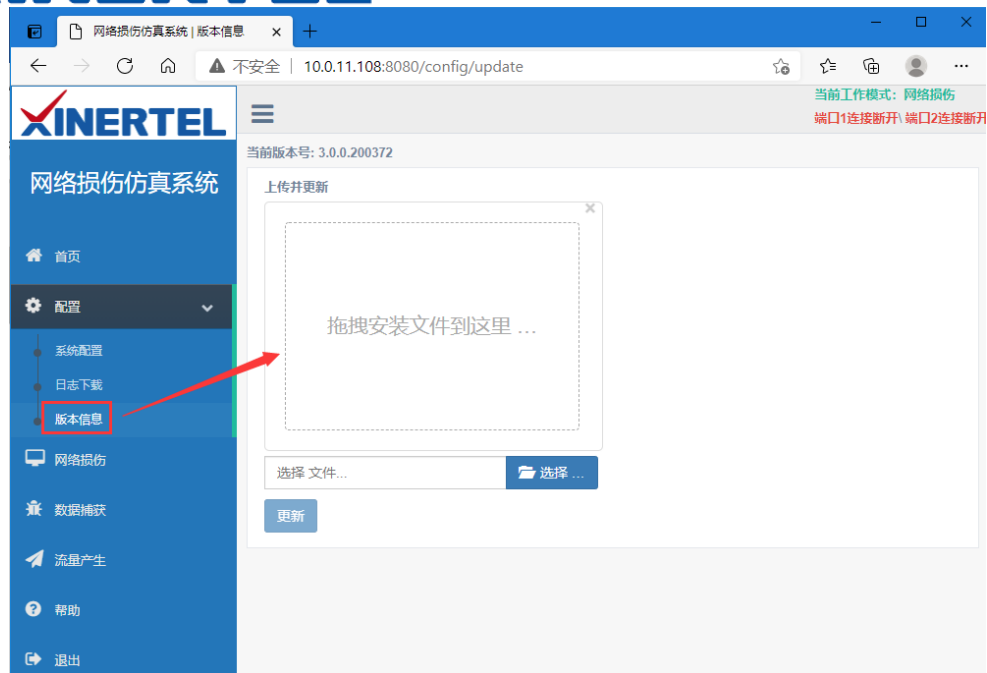 网络损伤仿真系统 | 版本信息
不安全 | 10.0.11.108:8080/config/update
XINERTEL
当前工作模式：网络损伤
端口1连接断开\ 端口2连接断开
网络损伤仿真系统
首页
配置
系统配置
日志下载
版本信息
网络损伤
数据捕获
流量产生
帮助
退出
当前版本号: 3.0.0.200372
上传并更新
拖拽安装文件到这里 …
选择 文件...
选择 ...
更新